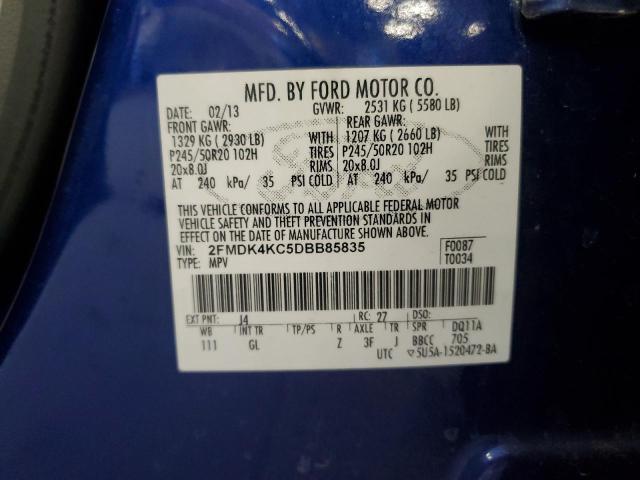 MFD. BY FORD MOTOR CO.
DATE: 02/13 GVWR: 2531 KG ( 5580 LB)
FRONT GAWR: REAR GAWR:
1329 KG ( 2930 LB) WITH 1207 KG ( 2660 LB) WITH
P245/50R20 102H TIRES P245/50R20 102H TIRES
20x8.0J RIMS 20x8.0J RIMS
AT 240 kPa/ 35 PSI COLD AT 240 kPa/ 35 PSI COLD
THIS VEHICLE CONFORMS TO ALL APPLICABLE FEDERAL MOTOR
VEHICLE SAFETY AND THEFT PREVENTION STANDARDS IN
EFFECT ON THE DATE OF MANUFACTURE SHOWN ABOVE.
VIN: 2FMDK4KC5DBB85835 F0087
TYPE: MPV T0034
EXT PNT: J4 RC: 27 DSO:
WB INT TR TP/PS R AXLE TR SPR DQ11A
111 GL Z 3F J BBCC 705
UTC ▽5U5A-1520472-BA